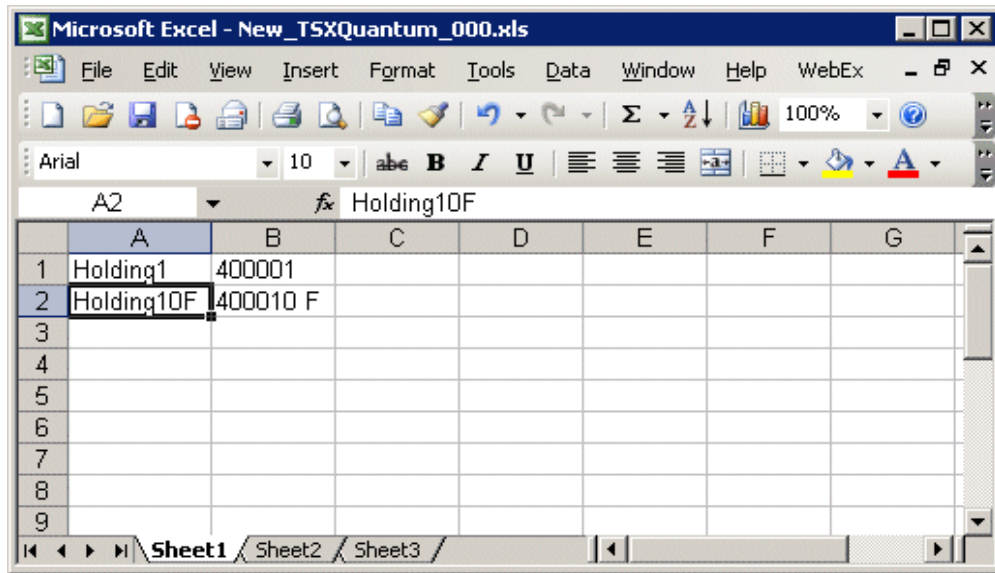 Microsoft Excel - New_TSXQuantum_000.xls
File Edit View Insert Format Tools Data Window Help WebEx
Σ A Z 100%
Arial 10 abc B I U a A
A2 fx Holding10F
A B C D E F G
1 Holding1 400001
2 Holding10F 400010 F
3
4
5
6
7
8
9
Sheet1 Sheet2 Sheet3